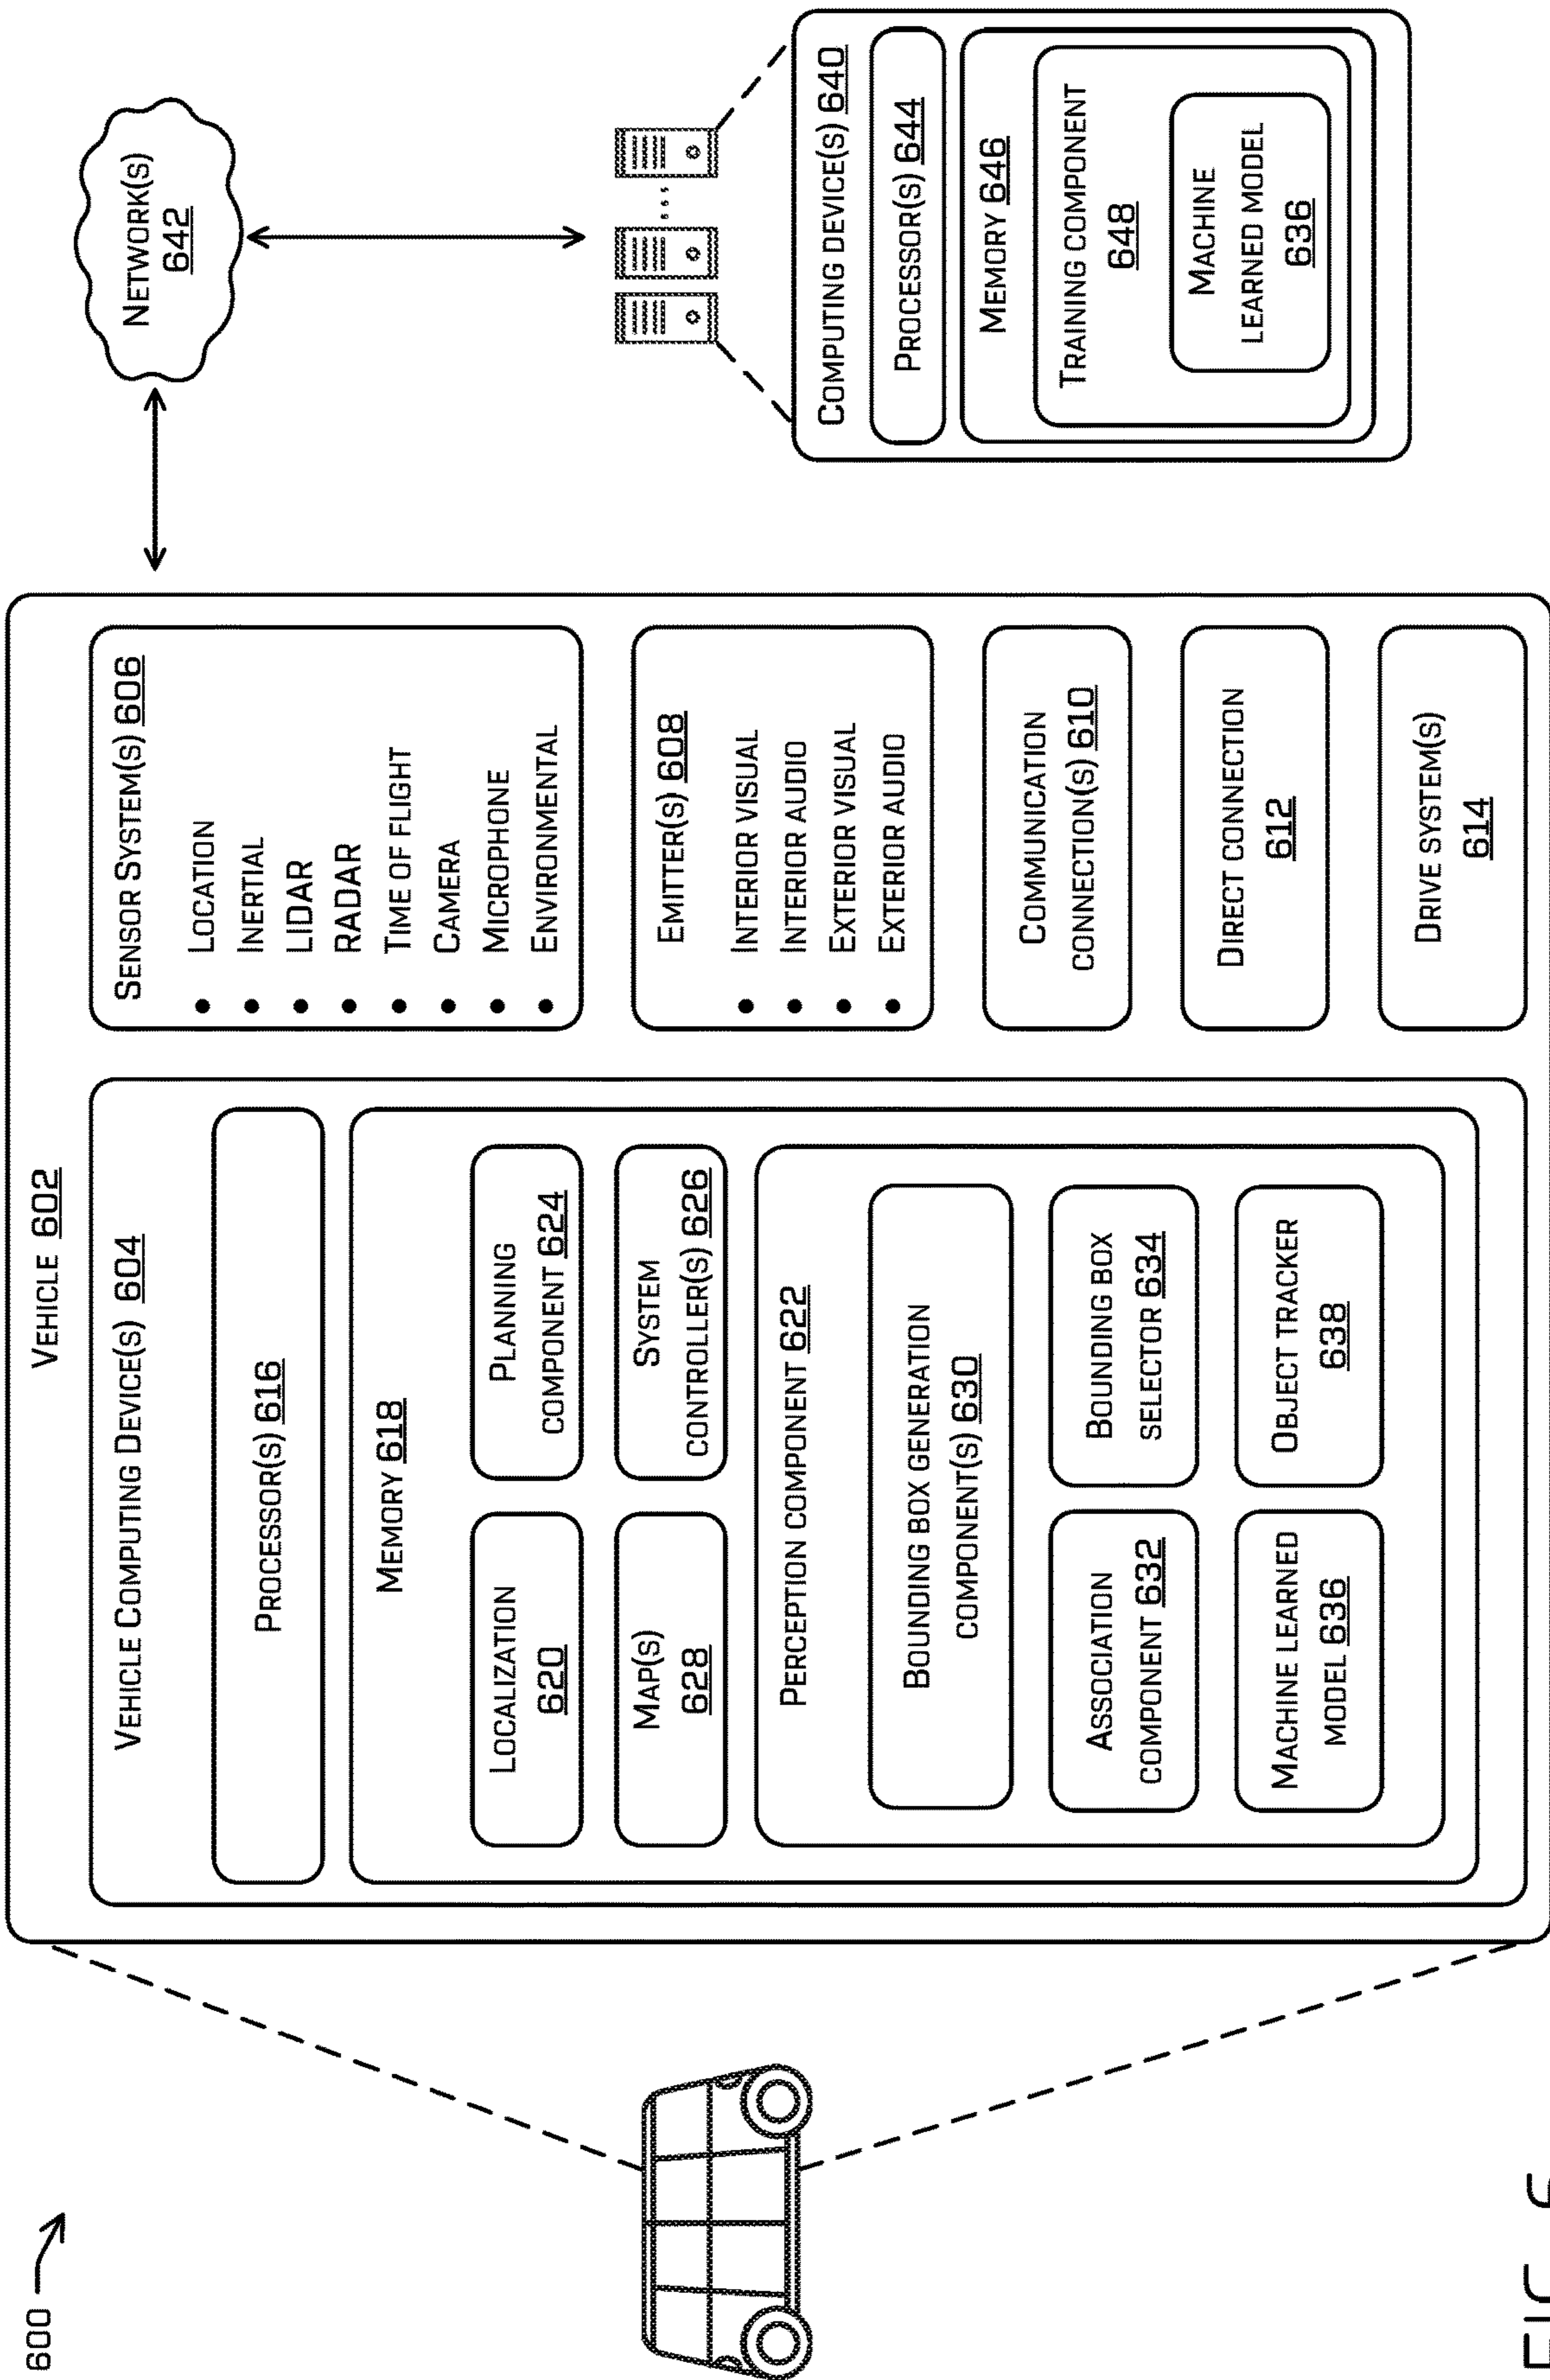 600
VEHICLE 602
VEHICLE COMPUTING DEVICE(S) 604
PROCESSOR(S) 616
MEMORY 618
LOCALIZATION
620
PLANNING
COMPONENT 624
MAP(S)
628
SYSTEM
CONTROLLER(S) 626
PERCEPTION COMPONENT 622
BOUNDING BOX GENERATION
COMPONENT(S) 630
ASSOCIATION
COMPONENT 632
BOUNDING BOX
SELECTOR 634
MACHINE LEARNED
MODEL 636
OBJECT TRACKER
638
SENSOR SYSTEM(S) 606
• LOCATION
• INERTIAL
• LIDAR
• RADAR
• TIME OF FLIGHT
• CAMERA
• MICROPHONE
• ENVIRONMENTAL
EMITTER(S) 608
• INTERIOR VISUAL
• INTERIOR AUDIO
• EXTERIOR VISUAL
• EXTERIOR AUDIO
COMMUNICATION
CONNECTION(S) 610
DIRECT CONNECTION
612
DRIVE SYSTEM(S)
614
NETWORK(S)
642
COMPUTING DEVICE(S) 640
PROCESSOR(S) 644
MEMORY 646
TRAINING COMPONENT
648
MACHINE
LEARNED MODEL
636